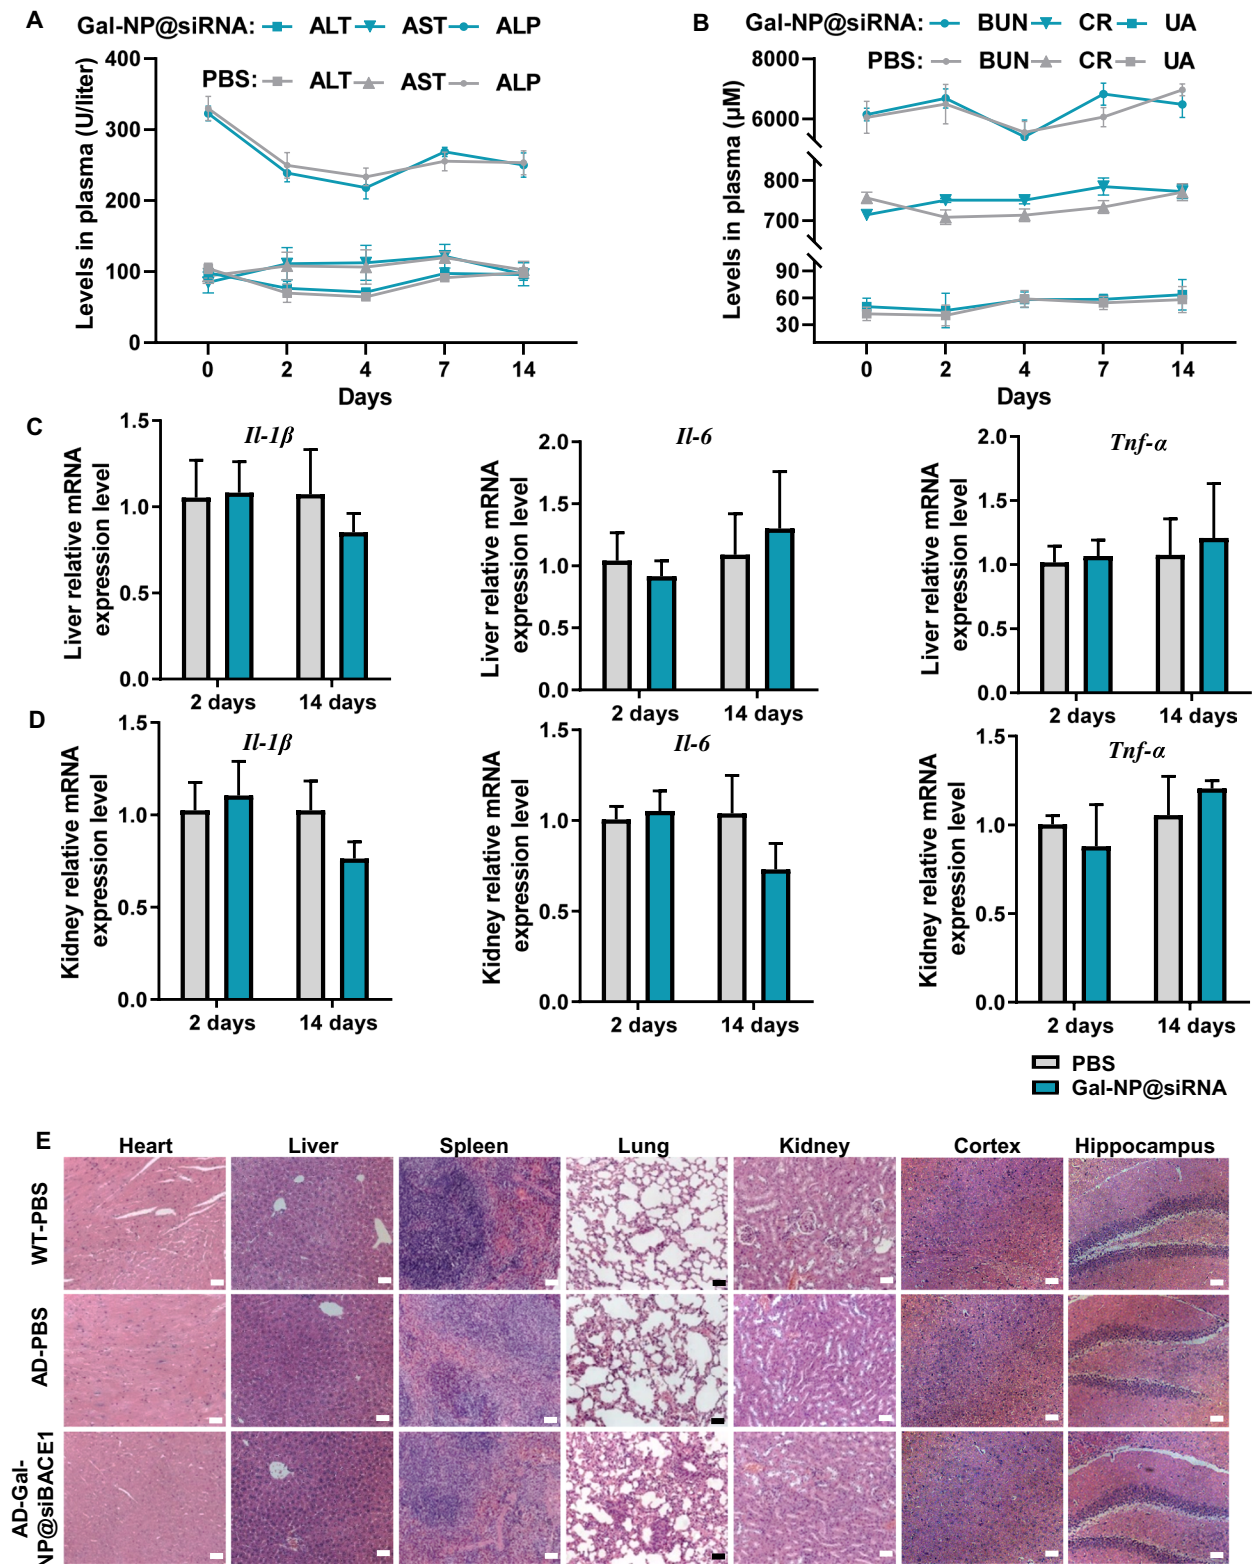 A
Gal-NP@siRNA: ALT AST ALP
PBS: ALT AST ALP
Levels in plasma (U/liter)
400
300
200
100
0
0 2 4 7 14
Days
B
Gal-NP@siRNA: BUN CR UA
PBS: BUN CR UA
Levels in plasma (μM)
8000
6000
800
700
90
60
30
0 2 4 7 14
Days
C
Il-1β
Liver relative mRNA
expression level
1.5
1.0
0.5
0.0
2 days 14 days
Il-6
Liver relative mRNA
expression level
2.0
1.5
1.0
0.5
0.0
2 days 14 days
Tnf-α
Liver relative mRNA
expression level
2.0
1.5
1.0
0.5
0.0
2 days 14 days
D
Il-1β
Kidney relative mRNA
expression level
1.5
1.0
0.5
0.0
2 days 14 days
Il-6
Kidney relative mRNA
expression level
1.5
1.0
0.5
0.0
2 days 14 days
Tnf-α
Kidney relative mRNA
expression level
1.5
1.0
0.5
0.0
2 days 14 days
PBS
Gal-NP@siRNA
E
Heart Liver Spleen Lung Kidney Cortex Hippocampus
WT-PBS
AD-PBS
AD-Gal-
NP@siBACE1